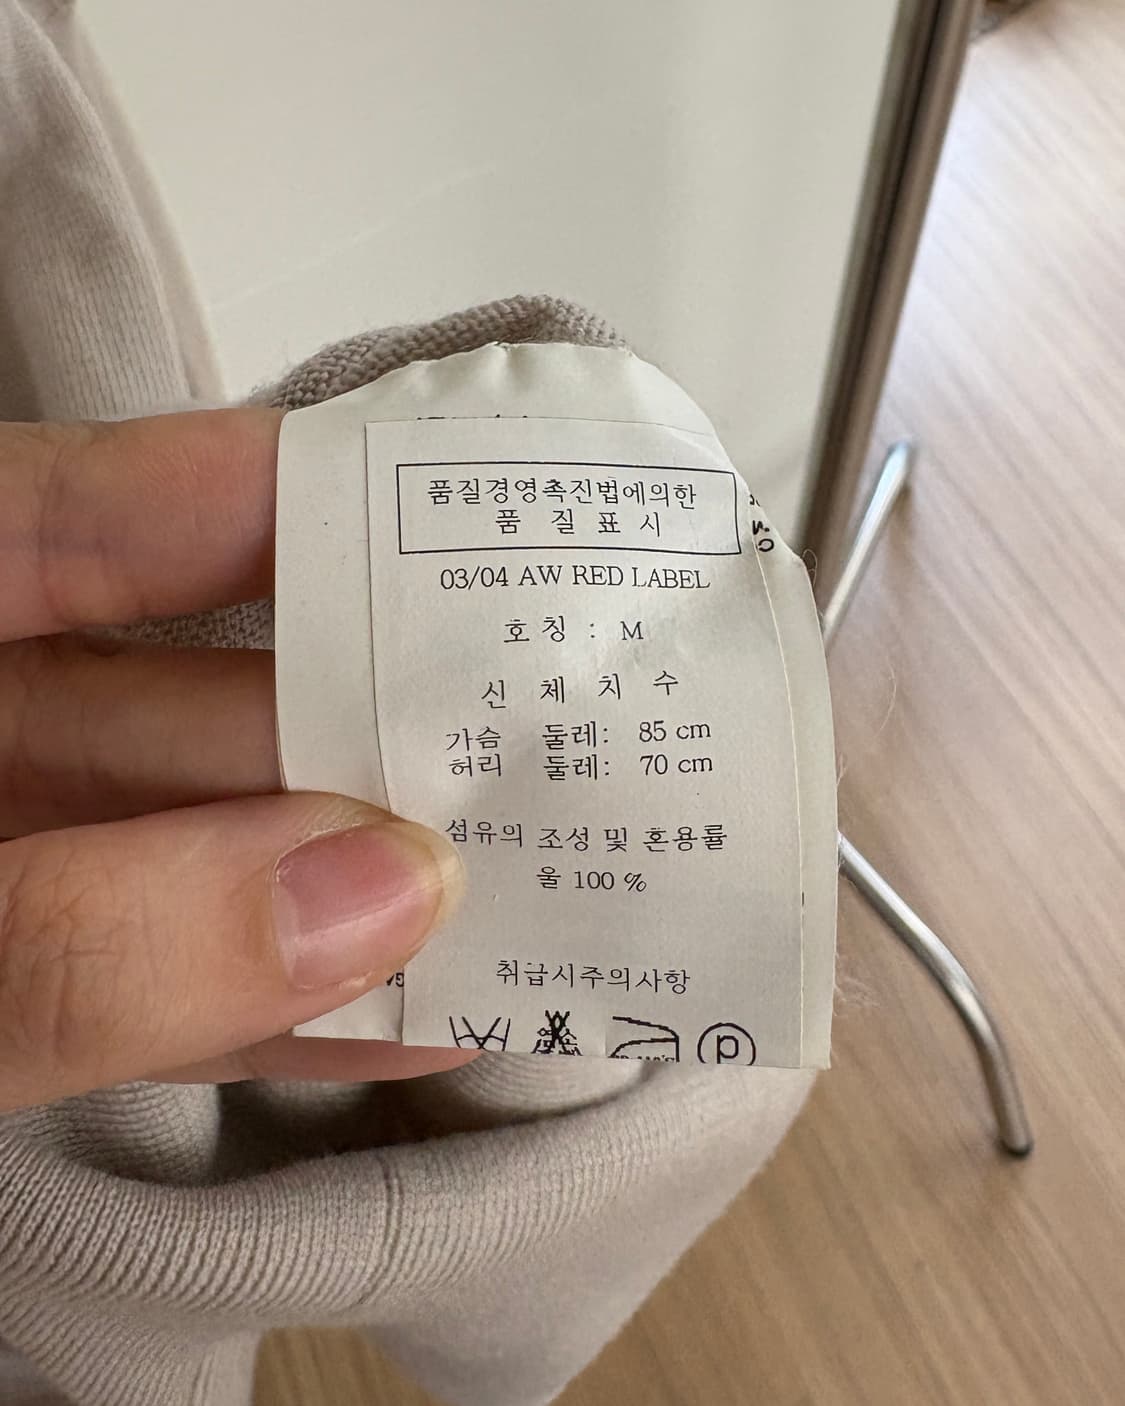 품질경영촉진법에의한
품 질 표 시
03/04 AW RED LABEL
호칭 : M
신 체 치 수
가슴 둘레: 85 cm
허리 둘레: 70 cm
섬유의 조성 및 혼용률
울 100 %
취급시주의사항